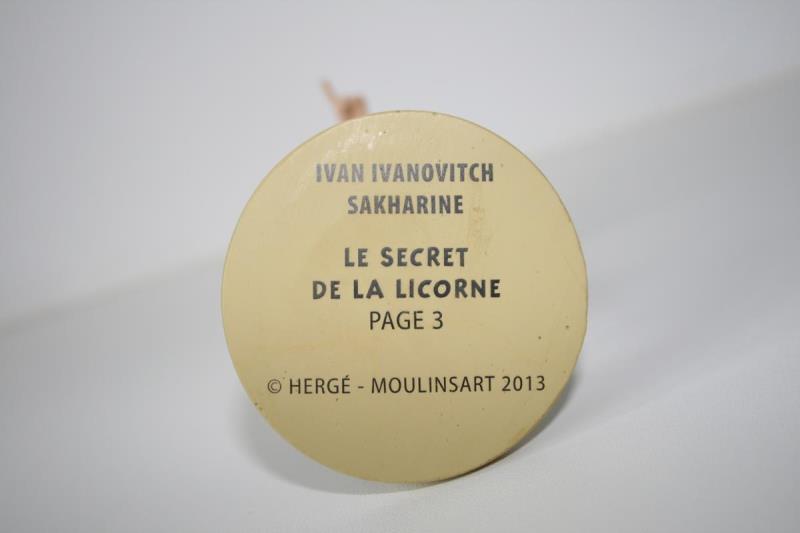 IVAN IVANOVITCH
SAKHARINE
LE SECRET
DE LA LICORNE
PAGE 3
© HERGÉ - MOULINSART 2013